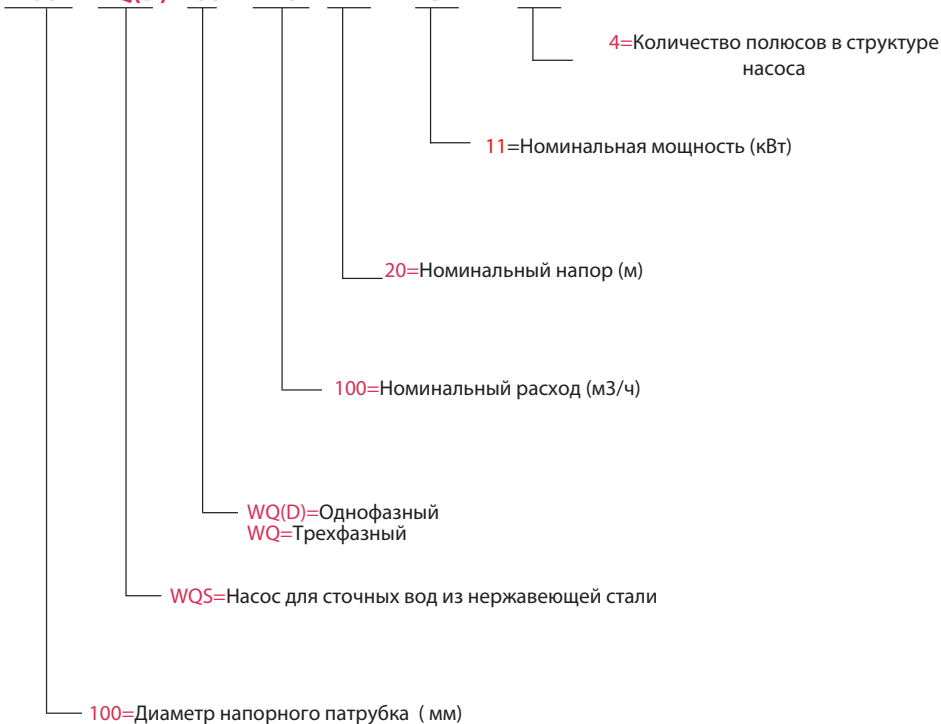 4=Количество полюсов в структуре
насоса
11=Номинальная мощность (кВт)
20=Номинальный напор (м)
100=Номинальный расход (м3/ч)
WQ(D)=Однофазный
WQ=Трехфазный
WQS=Насос для сточных вод из нержавеющей стали
100=Диаметр напорного патрубка ( мм)